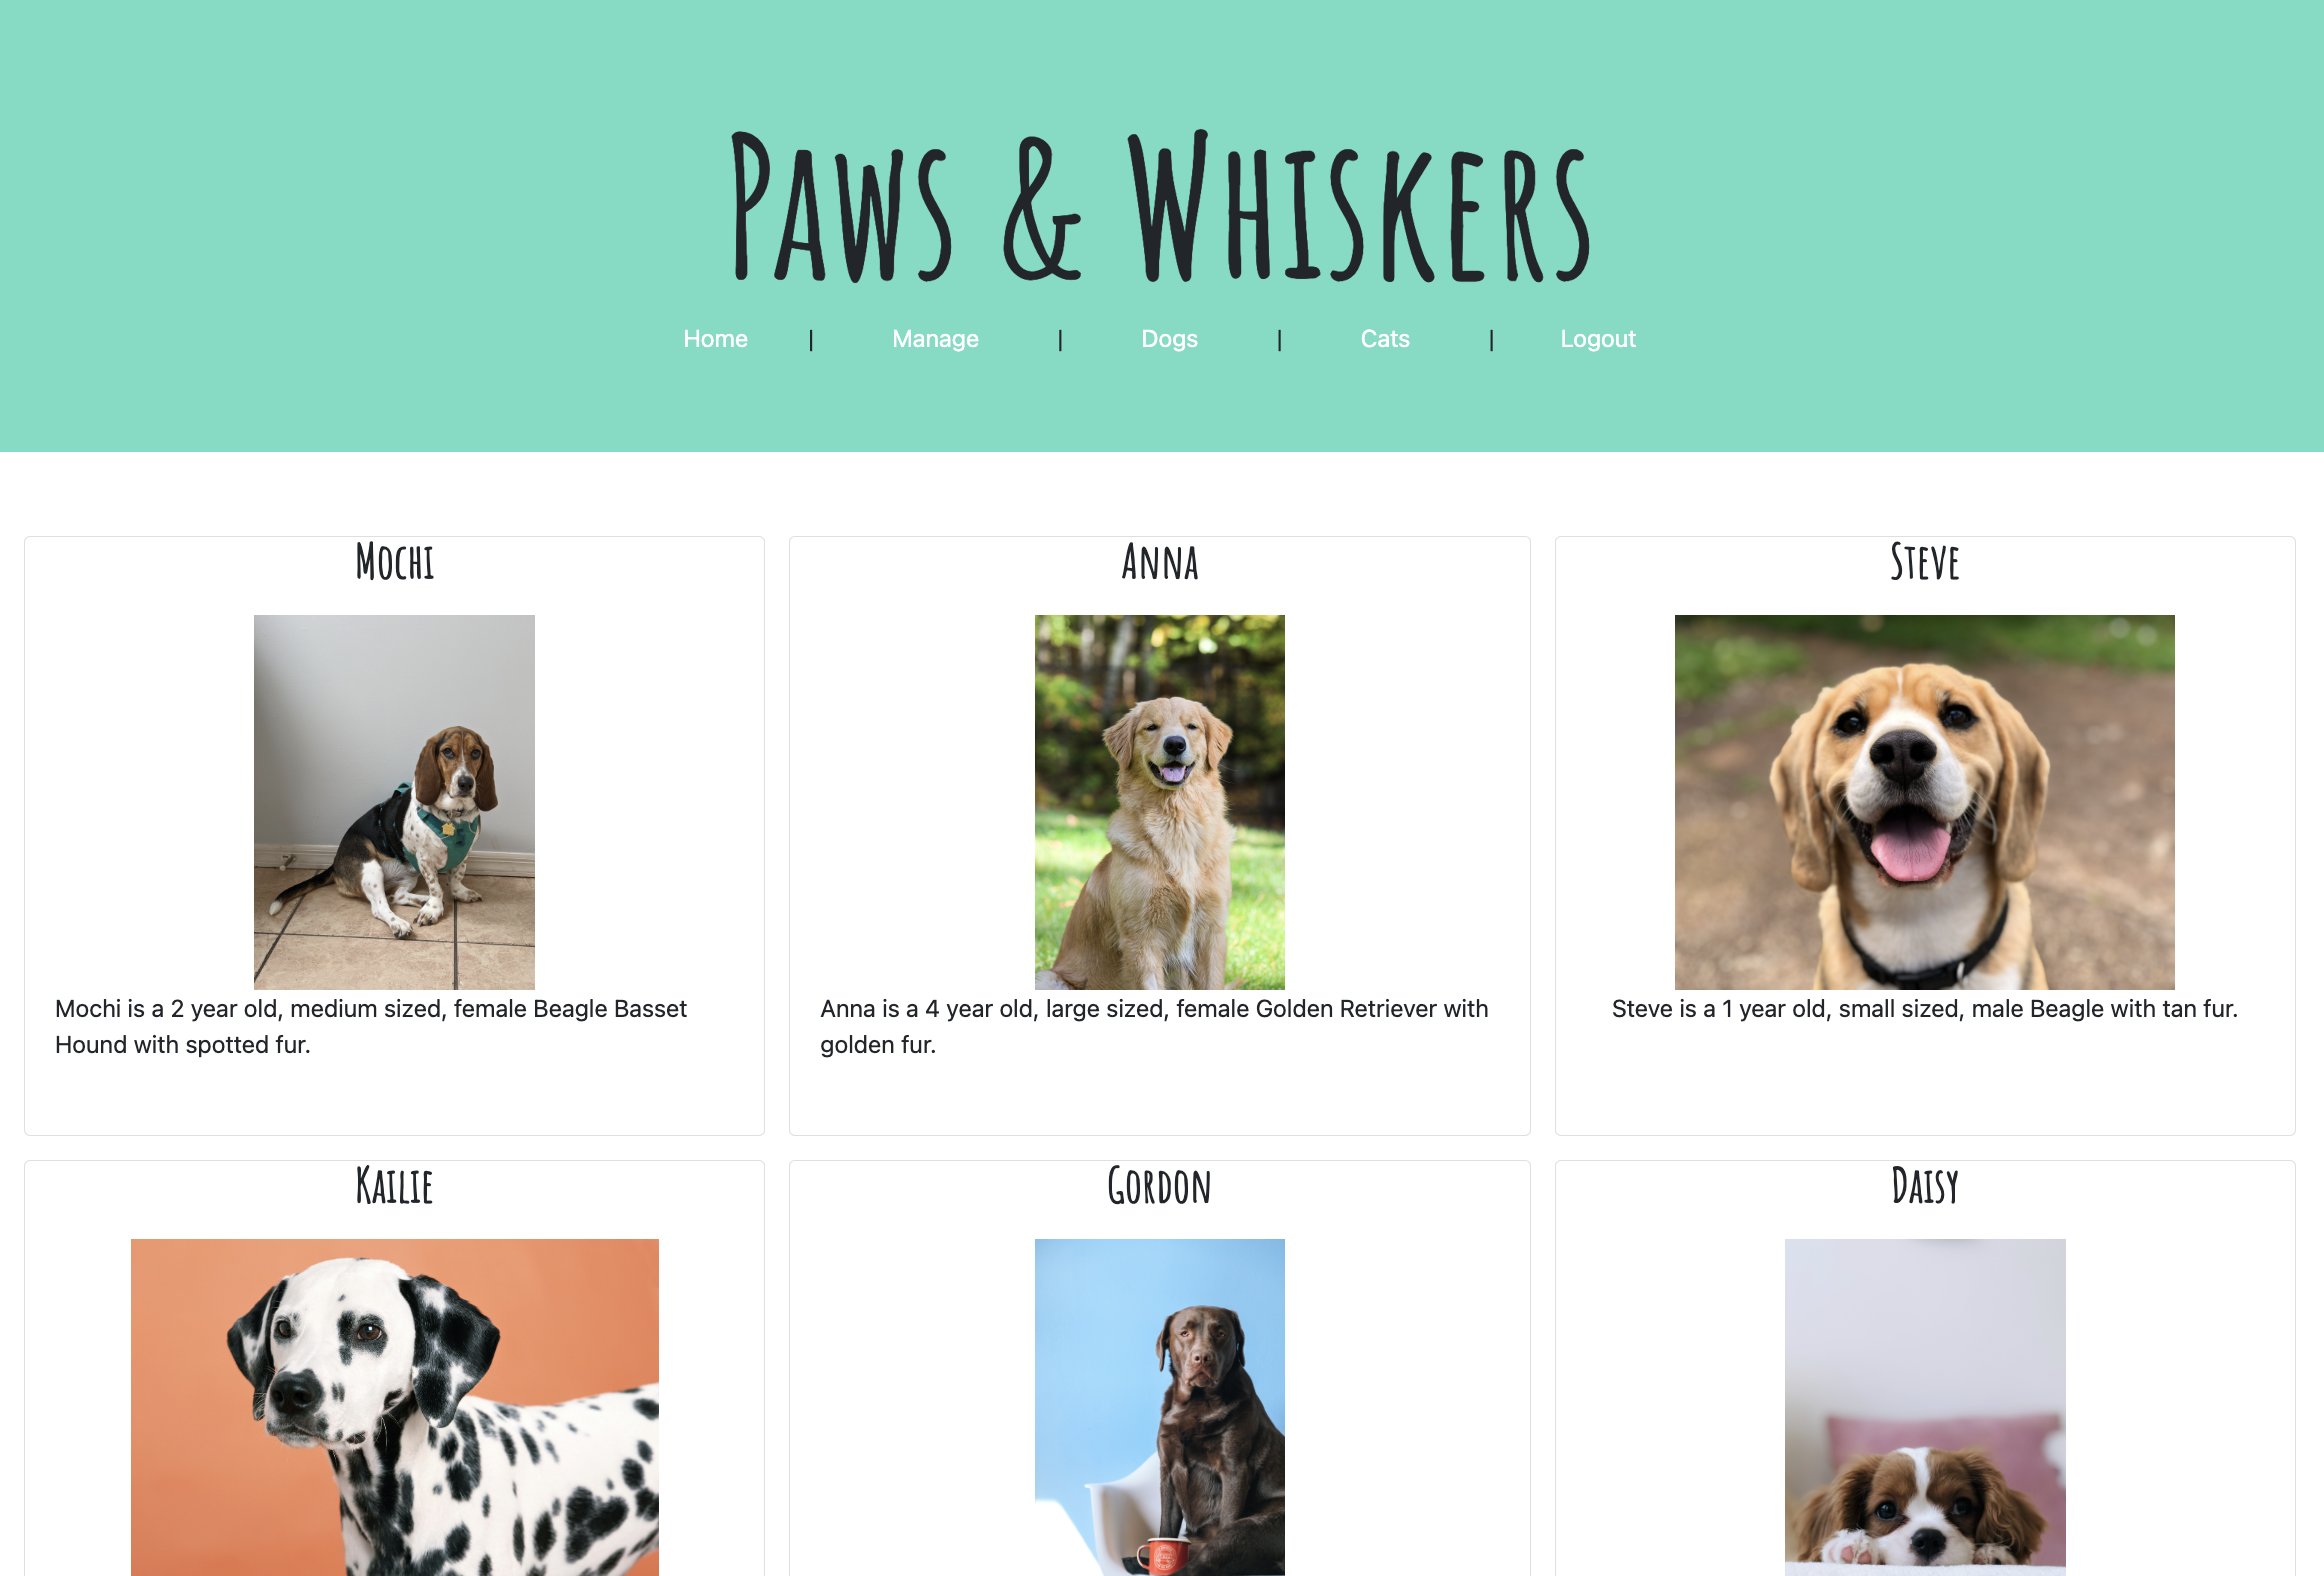 Paws & Whiskers
Home | Manage | Dogs | Cats | Logout
Mochi
Mochi is a 2 year old, medium sized, female Beagle Basset
Hound with spotted fur.
Anna
Anna is a 4 year old, large sized, female Golden Retriever with
golden fur.
Steve
Steve is a 1 year old, small sized, male Beagle with tan fur.
Kailie
Gordon
Daisy